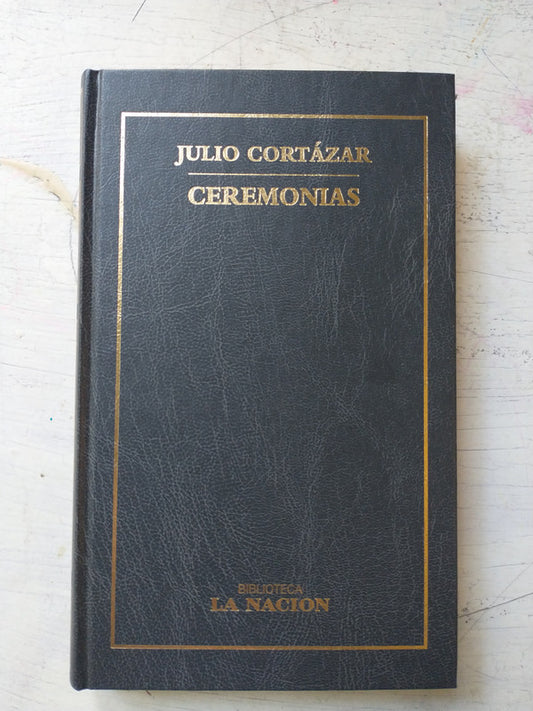 JULIO CORTÁZAR
CEREMONIAS
BIBLIOTECA
LA NACION